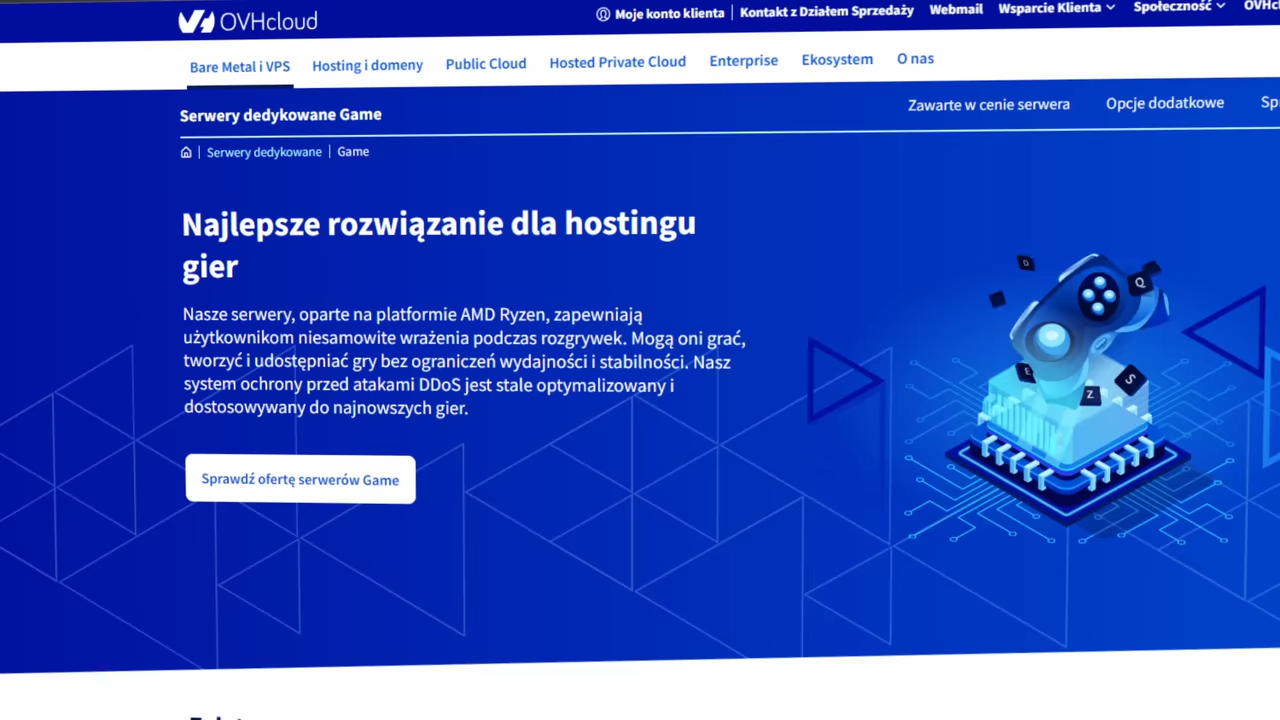 OVHcloud
Moje konto klienta
Kontakt z Działem Sprzedaży
Webmail
Wsparcie Klienta
Społeczność
Bare Metal i VPS
Hosting i domeny
Public Cloud
Hosted Private Cloud
Enterprise
Ekosystem
O nas
Serwery dedykowane Game
Zawarte w cenie serwera
Opcje dodatkowe
Serwery dedykowane
Game
Najlepsze rozwiązanie dla hostingu
gier
Nasze serwery, oparte na platformie AMD Ryzen, zapewniają
użytkownikom niesamowite wrażenia podczas rozgrywek. Mogą oni grać,
tworzyć i udostępniać gry bez ograniczeń wydajności i stabilności. Nasz
system ochrony przed atakami DDoS jest stale optymalizowany i
dostosowywany do najnowszych gier.
Sprawdź ofertę serwerów Game
D
Q
E
Z
S